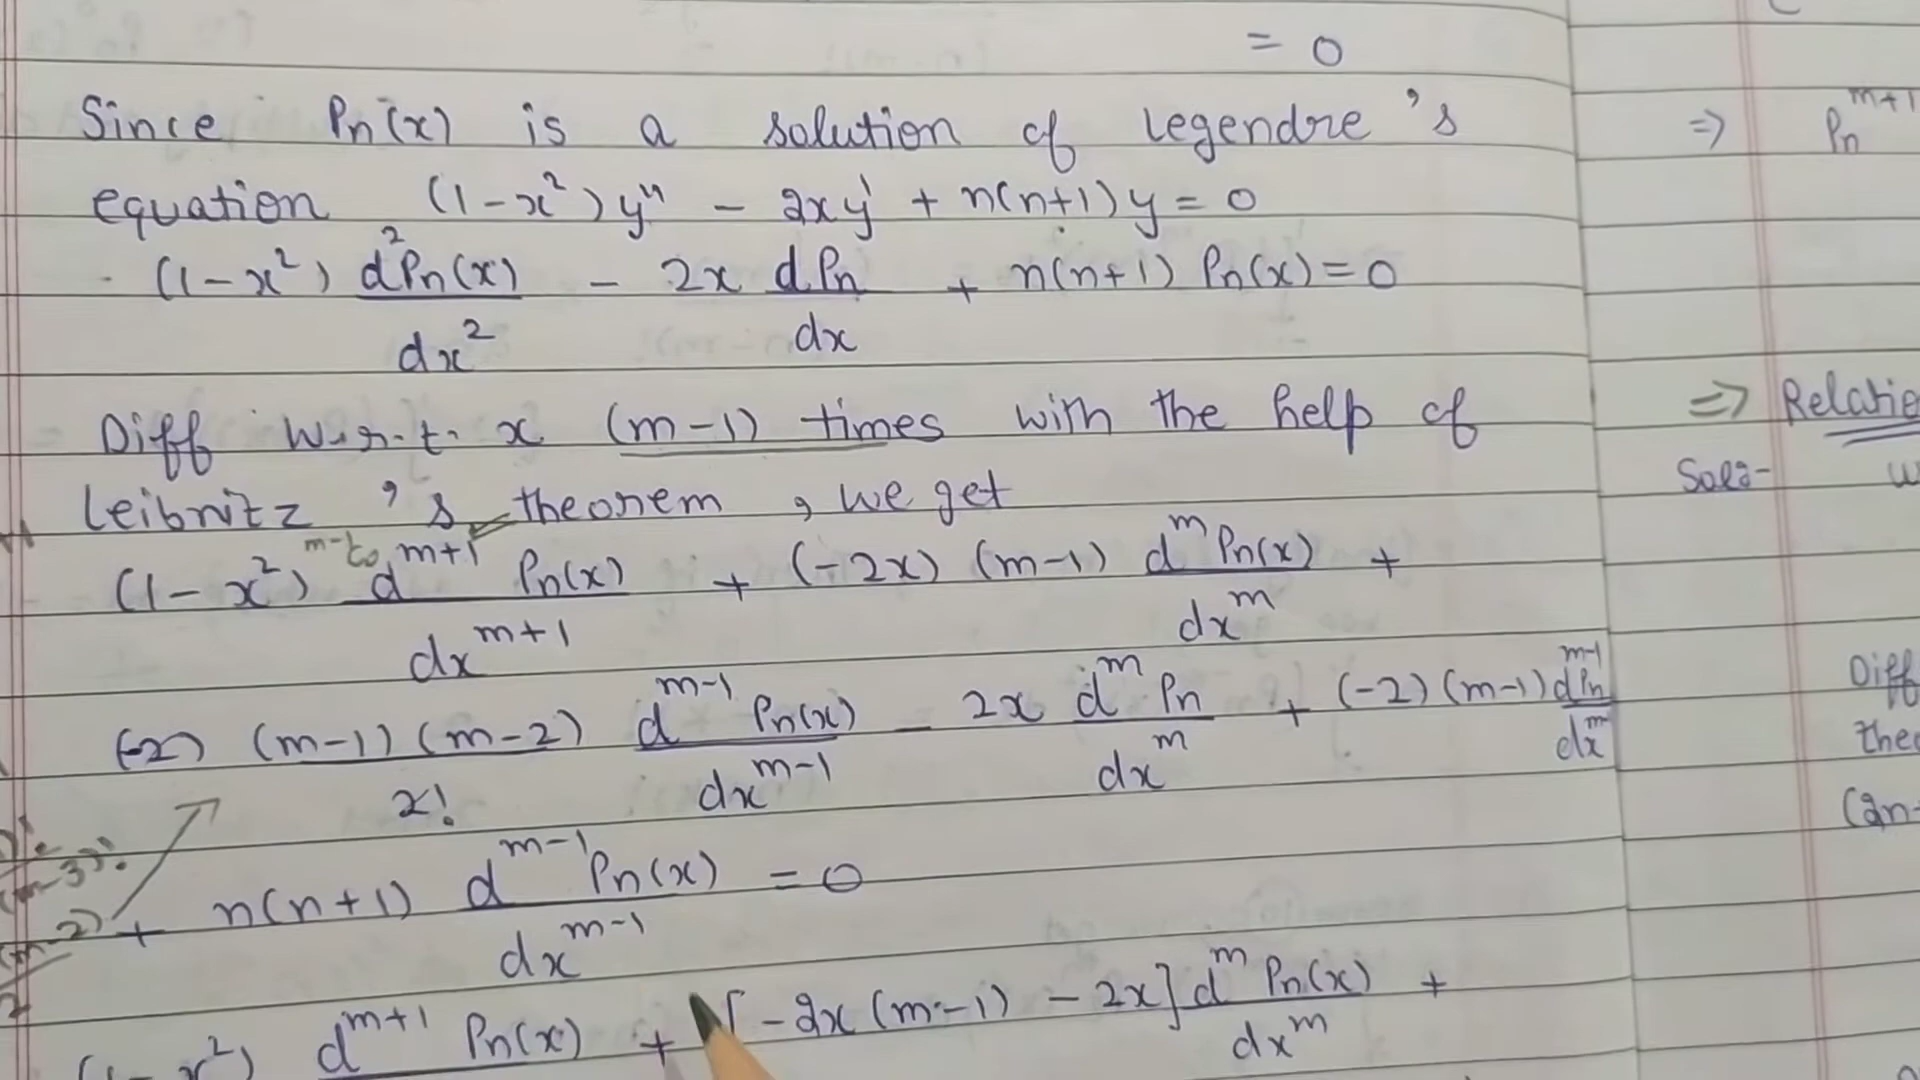 = 0
Since Pn(x) is a solution of Legendre's
equation (1-x²)y'' - 2xy' + n(n+1)y = 0
(1-x²) d²Pn(x)/dx² - 2x dPn/dx + n(n+1) Pn(x) = 0
Diff w.r.t. x (m-1) times with the help of
Leibnitz's theorem, we get
(1-x²) d^(m+1) Pn(x)/dx^(m+1) + (-2x) (m-1) d^m Pn(x)/dx^m +
(-2) (m-1)(m-2)/2! d^(m-1) Pn(x)/dx^(m-1) - 2x d^m Pn/dx^m + (-2)(m-1) d^(m-1) Pn/dx^m
+ n(n+1) d^(m-1) Pn(x)/dx^(m-1) = 0
(1-x²) d^(m+1) Pn(x) + [-2x(m-1) - 2x] d^m Pn(x)/dx^m +
⇒ Pn^(m+1)
⇒ Relatio
Soln-
Diff
theo
(2n-